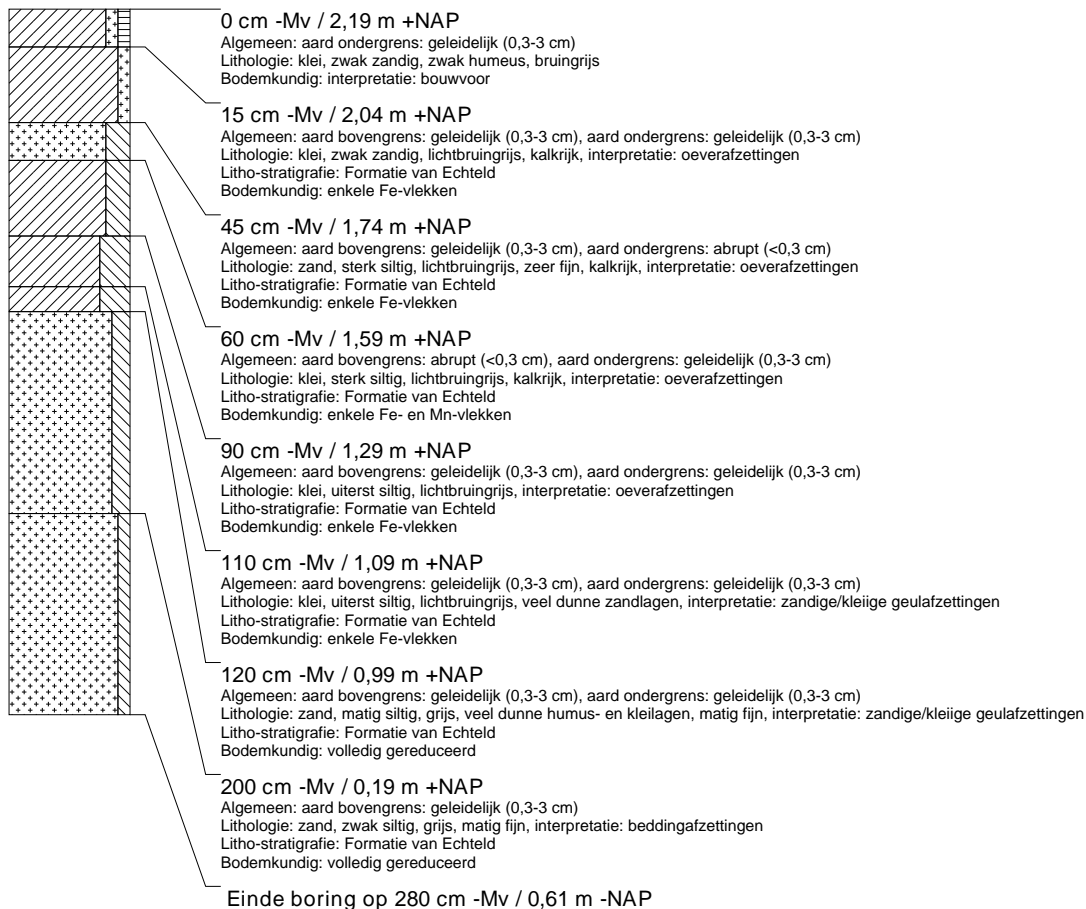 0 cm -Mv / 2,19 m +NAP
Algemeen: aard ondergrens: geleidelijk (0,3-3 cm)
Lithologie: klei, zwak zandig, zwak humeus, bruingrijs
Bodemkundig: interpretatie: bouwvoor
15 cm -Mv / 2,04 m +NAP
Algemeen: aard bovengrens: geleidelijk (0,3-3 cm), aard ondergrens: geleidelijk (0,3-3 cm)
Lithologie: klei, zwak zandig, lichtbruingrijs, kalkrijk, interpretatie: oeverafzettingen
Litho-stratigrafie: Formatie van Echteld
Bodemkundig: enkele Fe-vlekken
45 cm -Mv / 1,74 m +NAP
Algemeen: aard bovengrens: geleidelijk (0,3-3 cm), aard ondergrens: abrupt (<0,3 cm)
Lithologie: zand, sterk siltig, lichtbruingrijs, zeer fijn, kalkrijk, interpretatie: oeverafzettingen
Litho-stratigrafie: Formatie van Echteld
Bodemkundig: enkele Fe-vlekken
60 cm -Mv / 1,59 m +NAP
Algemeen: aard bovengrens: abrupt (<0,3 cm), aard ondergrens: geleidelijk (0,3-3 cm)
Lithologie: klei, sterk siltig, lichtbruingrijs, kalkrijk, interpretatie: oeverafzettingen
Litho-stratigrafie: Formatie van Echteld
Bodemkundig: enkele Fe- en Mn-vlekken
90 cm -Mv / 1,29 m +NAP
Algemeen: aard bovengrens: geleidelijk (0,3-3 cm), aard ondergrens: geleidelijk (0,3-3 cm)
Lithologie: klei, uiterst siltig, lichtbruingrijs, interpretatie: oeverafzettingen
Litho-stratigrafie: Formatie van Echteld
Bodemkundig: enkele Fe-vlekken
110 cm -Mv / 1,09 m +NAP
Algemeen: aard bovengrens: geleidelijk (0,3-3 cm), aard ondergrens: geleidelijk (0,3-3 cm)
Lithologie: klei, uiterst siltig, lichtbruingrijs, veel dunne zandlagen, interpretatie: zandige/kleiige geulafzettingen
Litho-stratigrafie: Formatie van Echteld
Bodemkundig: enkele Fe-vlekken
120 cm -Mv / 0,99 m +NAP
Algemeen: aard bovengrens: geleidelijk (0,3-3 cm), aard ondergrens: geleidelijk (0,3-3 cm)
Lithologie: zand, matig siltig, grijs, veel dunne humus- en kleilagen, matig fijn, interpretatie: zandige/kleiige geulafzettingen
Litho-stratigrafie: Formatie van Echteld
Bodemkundig: volledig gereduceerd
200 cm -Mv / 0,19 m +NAP
Algemeen: aard bovengrens: geleidelijk (0,3-3 cm)
Lithologie: zand, zwak siltig, grijs, matig fijn, interpretatie: beddingafzettingen
Litho-stratigrafie: Formatie van Echteld
Bodemkundig: volledig gereduceerd
Einde boring op 280 cm -Mv / 0,61 m -NAP